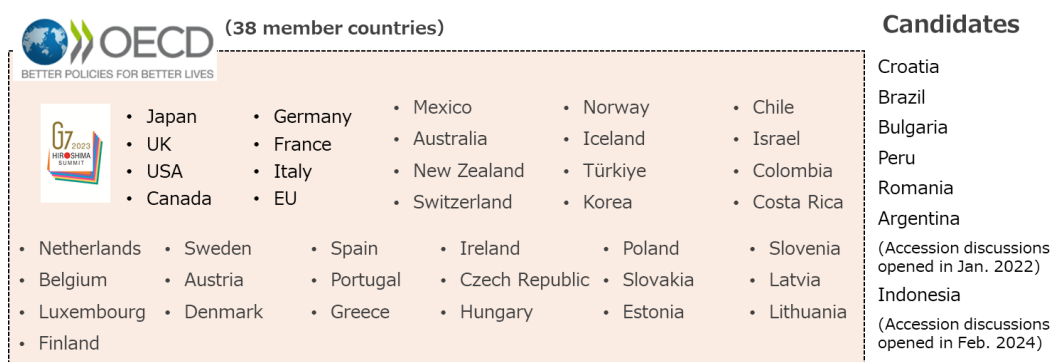 OECD (38 member countries)
BETTER POLICIES FOR BETTER LIVES
G7 2023
HIROSHIMA
SUMMIT
• Japan
• UK
• USA
• Canada
• Germany
• France
• Italy
• EU
• Mexico
• Australia
• New Zealand
• Switzerland
• Norway
• Iceland
• Türkiye
• Korea
• Chile
• Israel
• Colombia
• Costa Rica
• Netherlands
• Belgium
• Luxembourg
• Finland
• Sweden
• Austria
• Denmark
• Spain
• Portugal
• Greece
• Ireland
• Czech Republic
• Hungary
• Poland
• Slovakia
• Estonia
• Slovenia
• Latvia
• Lithuania
Candidates
Croatia
Brazil
Bulgaria
Peru
Romania
Argentina
(Accession discussions
opened in Jan. 2022)
Indonesia
(Accession discussions
opened in Feb. 2024)